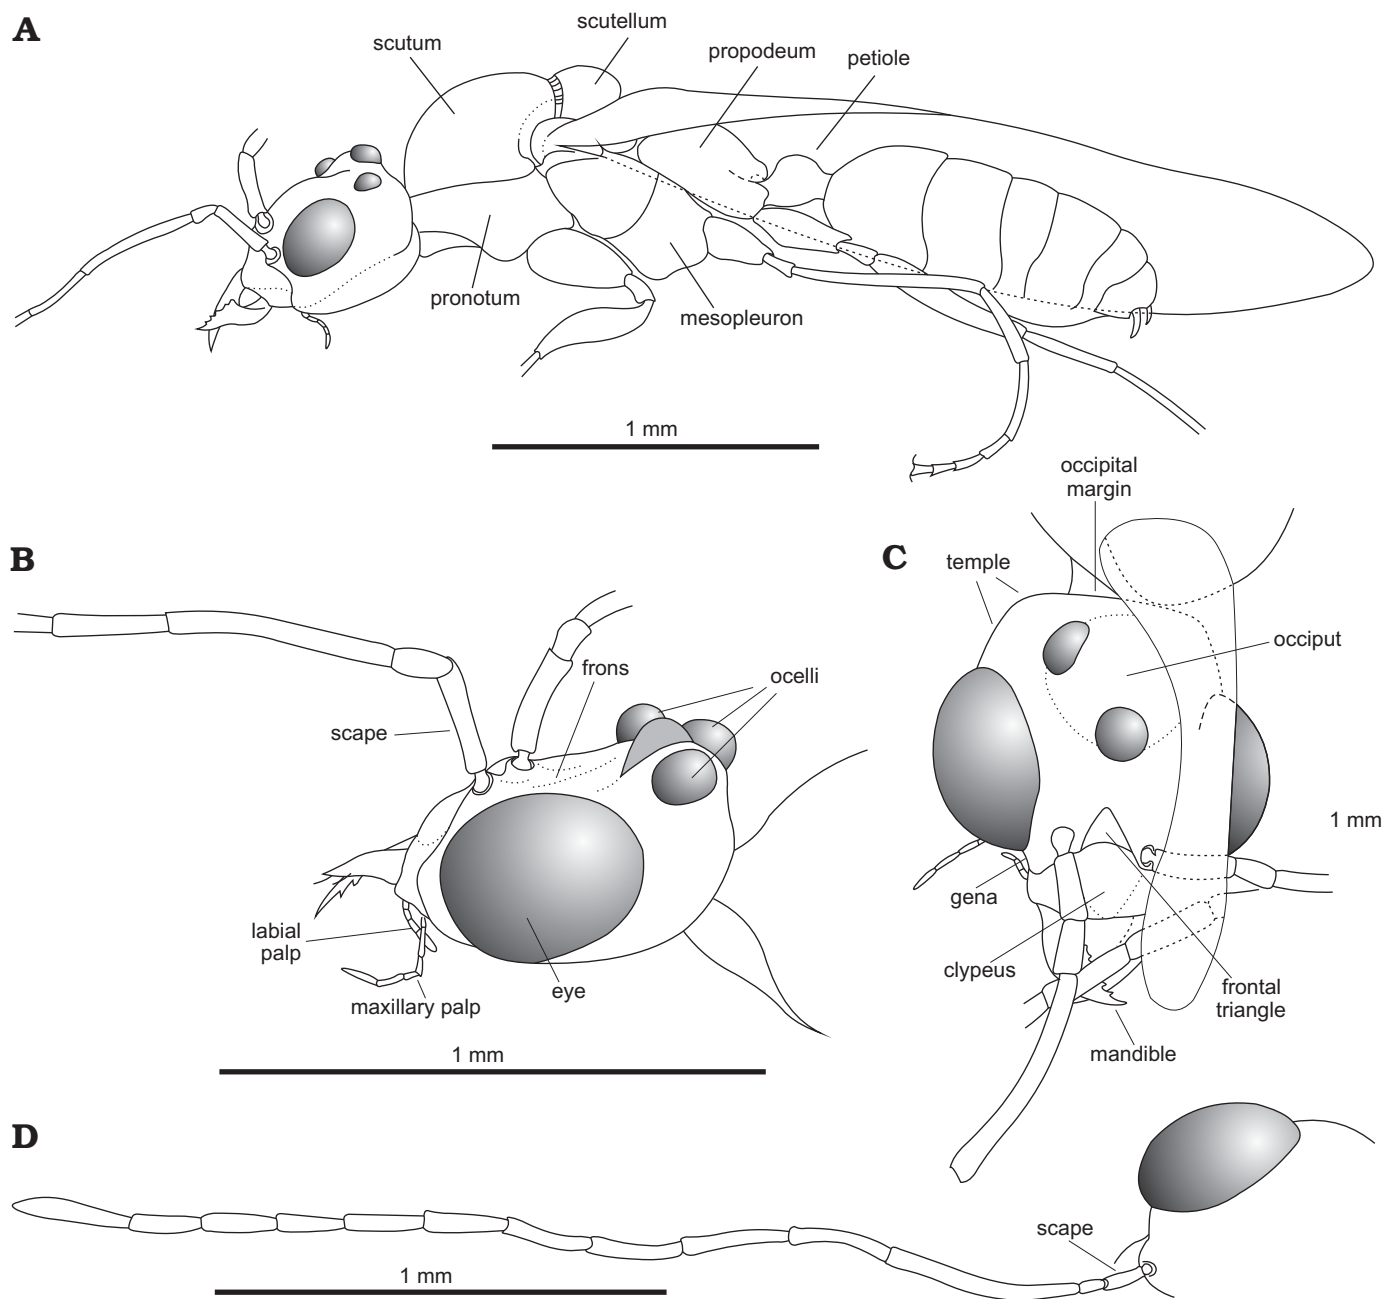 A
scutum
scutellum
propodeum
petiole
pronotum
mesopleuron
1 mm
B
scape
frons
ocelli
labial
palp
maxillary palp
eye
1 mm
C
occipital
margin
temple
occiput
1 mm
gena
clypeus
frontal
triangle
mandible
D
scape
1 mm